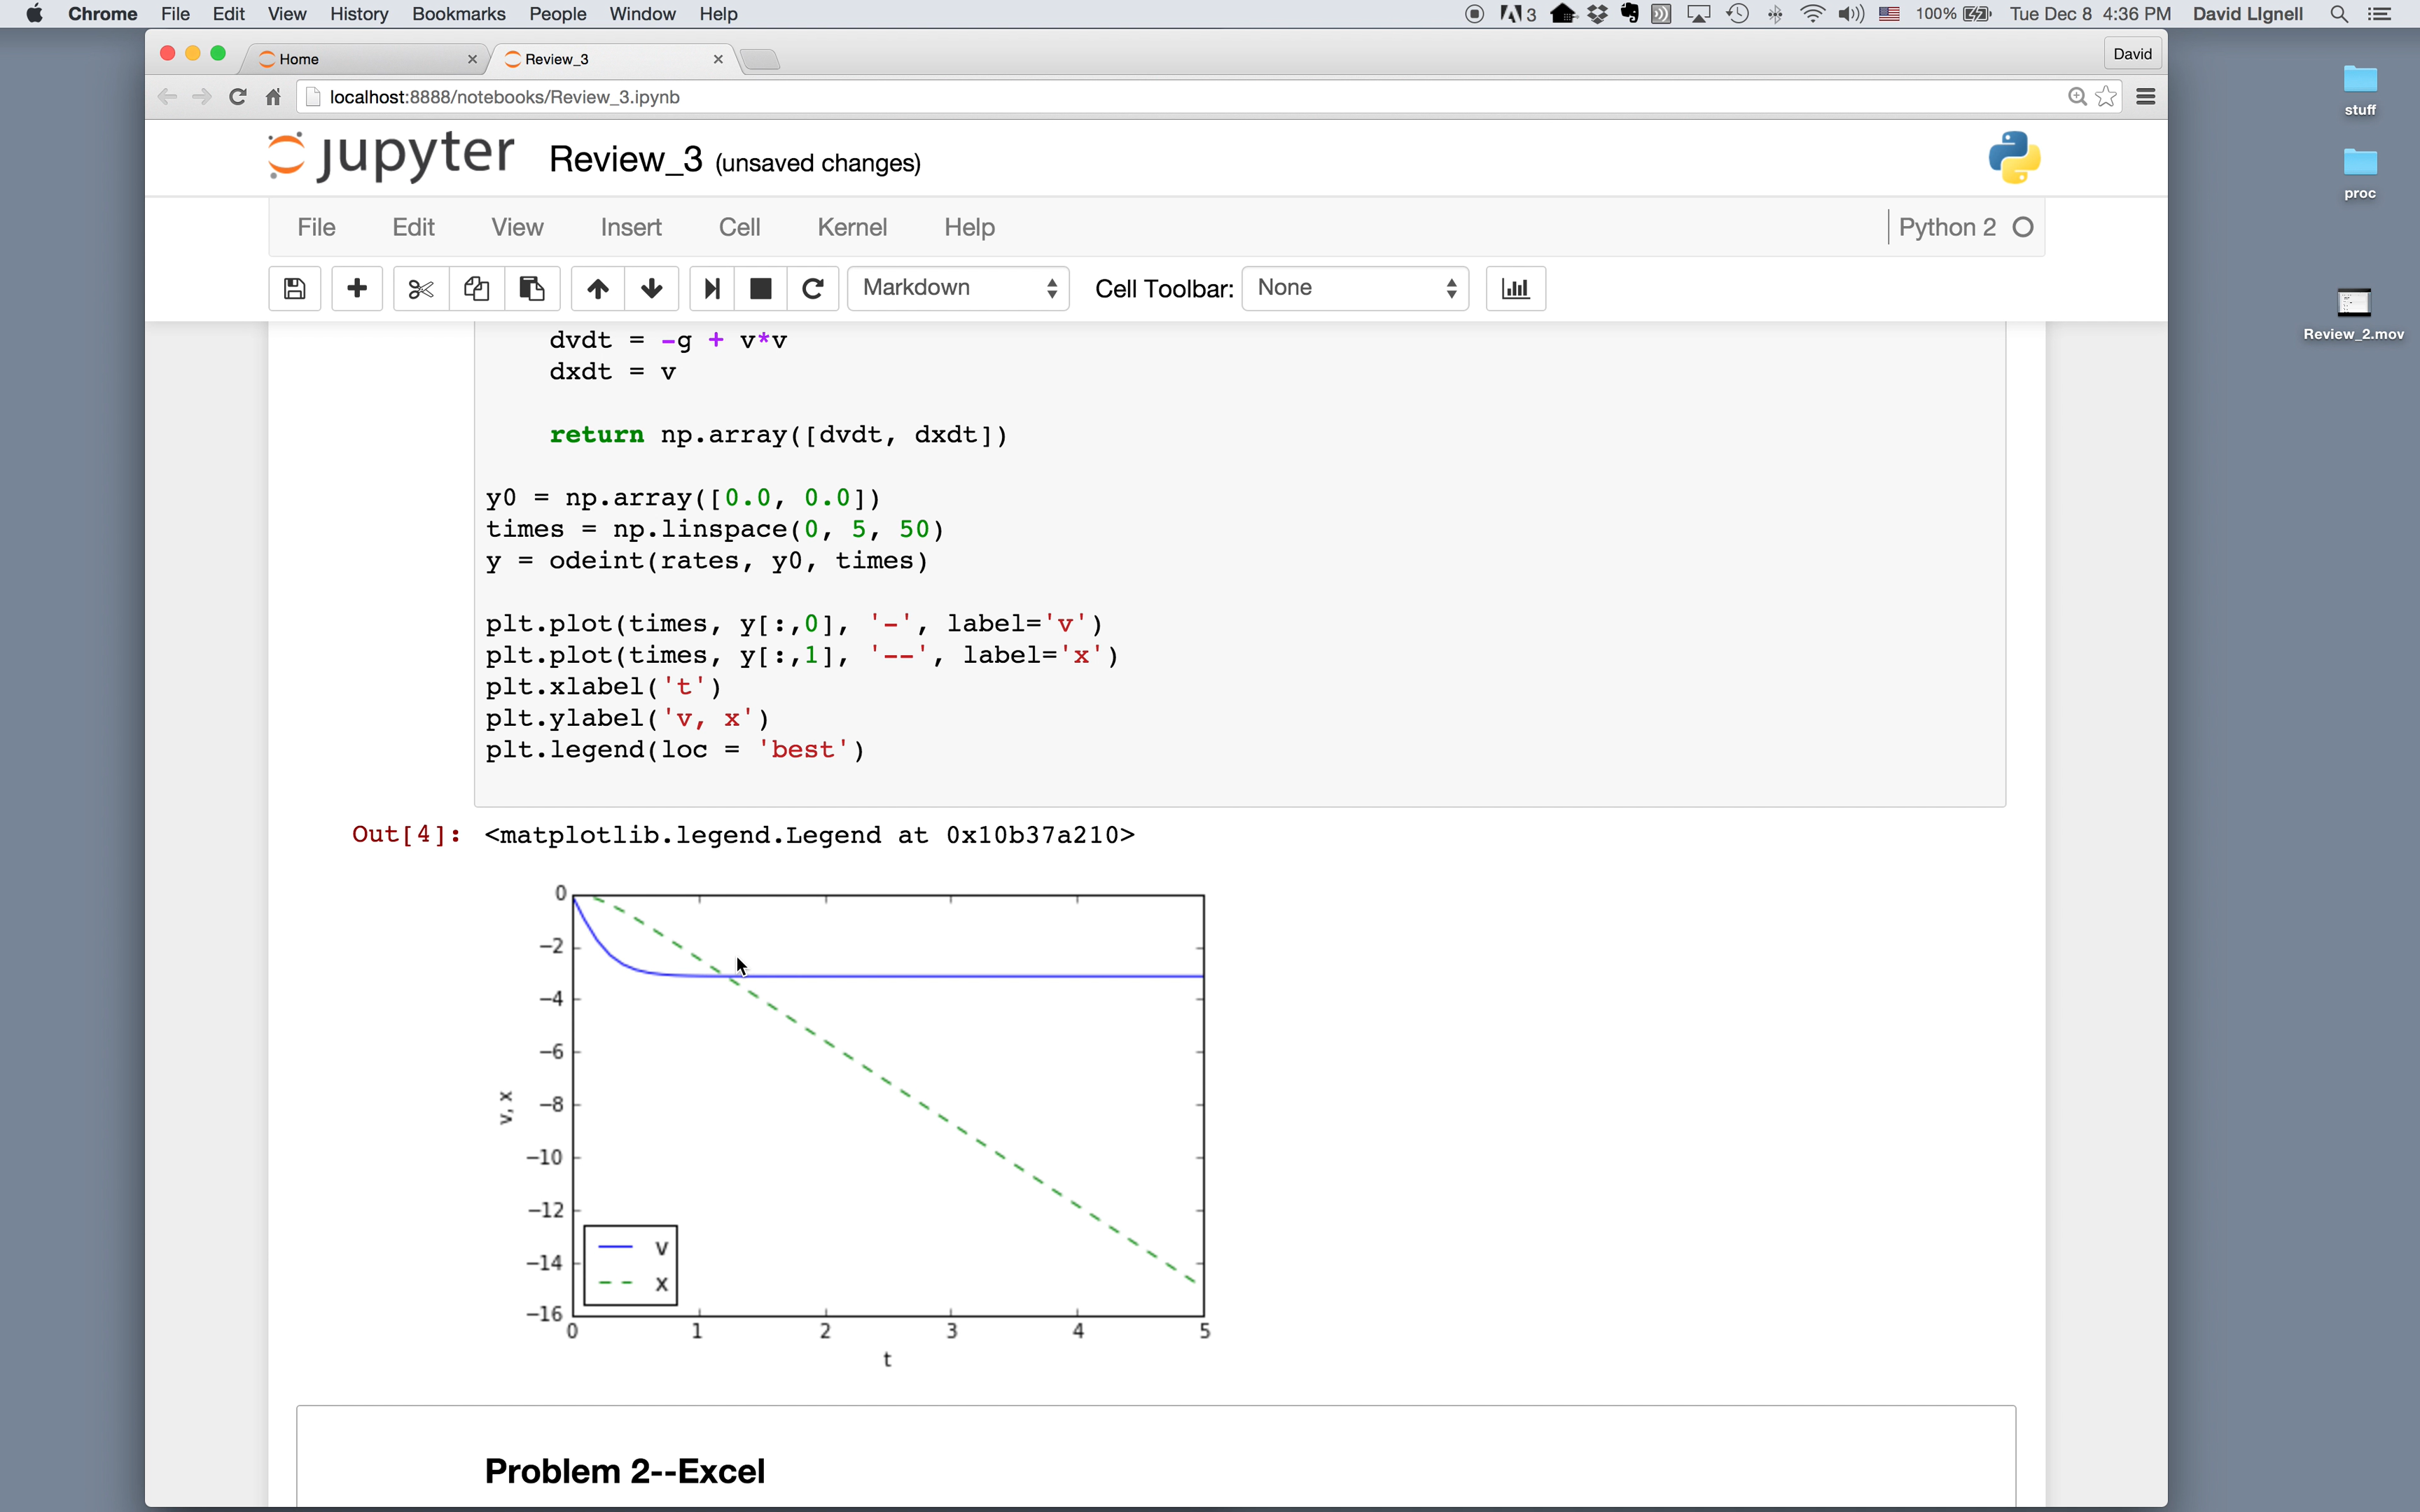 Chrome File Edit View History Bookmarks People Window Help 3 100% Tue Dec 8 4:36 PM David LIgnell
Home Review_3 David
localhost:8888/notebooks/Review_3.ipynb
jupyter Review_3 (unsaved changes)
File Edit View Insert Cell Kernel Help Python 2
Markdown Cell Toolbar: None
dvdt = -g + v*v
dxdt = v
return np.array([dvdt, dxdt])
y0 = np.array([0.0, 0.0])
times = np.linspace(0, 5, 50)
y = odeint(rates, y0, times)
plt.plot(times, y[:,0], '-', label='v')
plt.plot(times, y[:,1], '--', label='x')
plt.xlabel('t')
plt.ylabel('v, x')
plt.legend(loc = 'best')
Out[4]: <matplotlib.legend.Legend at 0x10b37a210>
0
−2
−4
−6
−8
−10
−12
−14
−16
v, x
v
x
0 1 2 3 4 5
t
Problem 2--Excel
stuff
proc
Review_2.mov